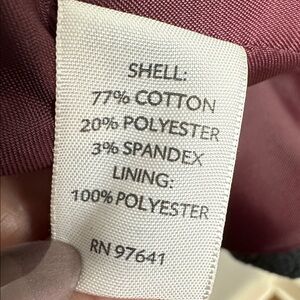 SHELL:
77% COTTON
20% POLYESTER
3% SPANDEX
LINING:
100% POLYESTER
RN 97641